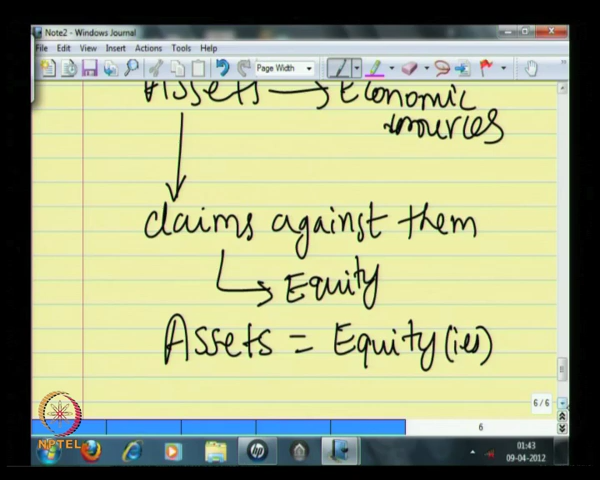 Note2 - Windows Journal
File Edit View Insert Actions Tools Help
Page Width
Assets → Economic
resources
claims against them
Equity
Assets = Equity(ies)
6/6
6
NPTEL
01:43
09-04-2012